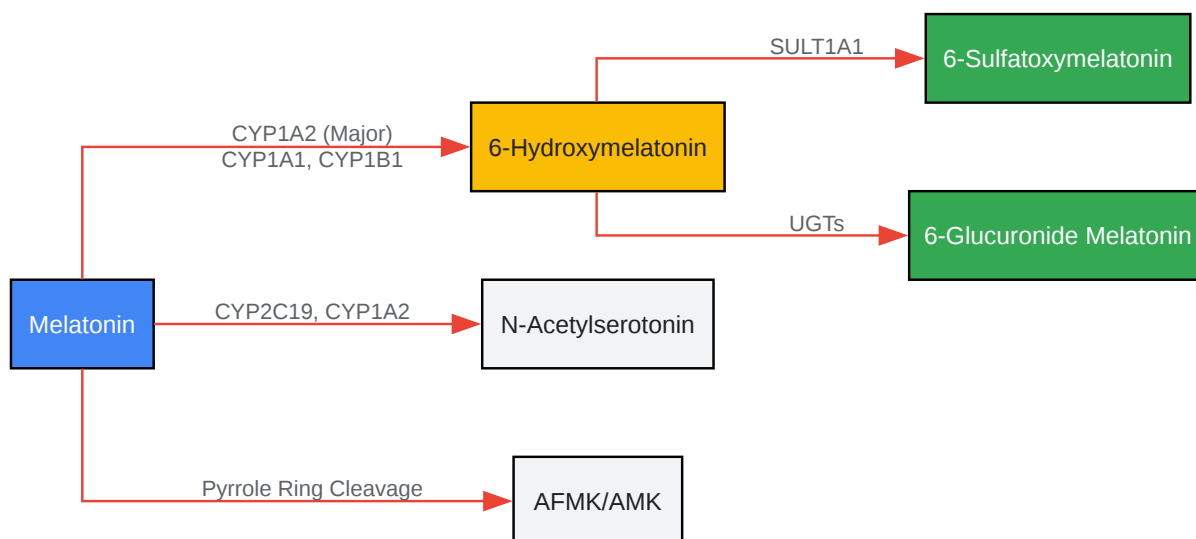 SULT1A1
6-Sulfatoxymelatonin
CYP1A2 (Major)
CYP1A1, CYP1B1
6-Hydroxymelatonin
UGTs
6-Glucuronide Melatonin
Melatonin
CYP2C19, CYP1A2
N-Acetylserotonin
Pyrrole Ring Cleavage
AFMK/AMK